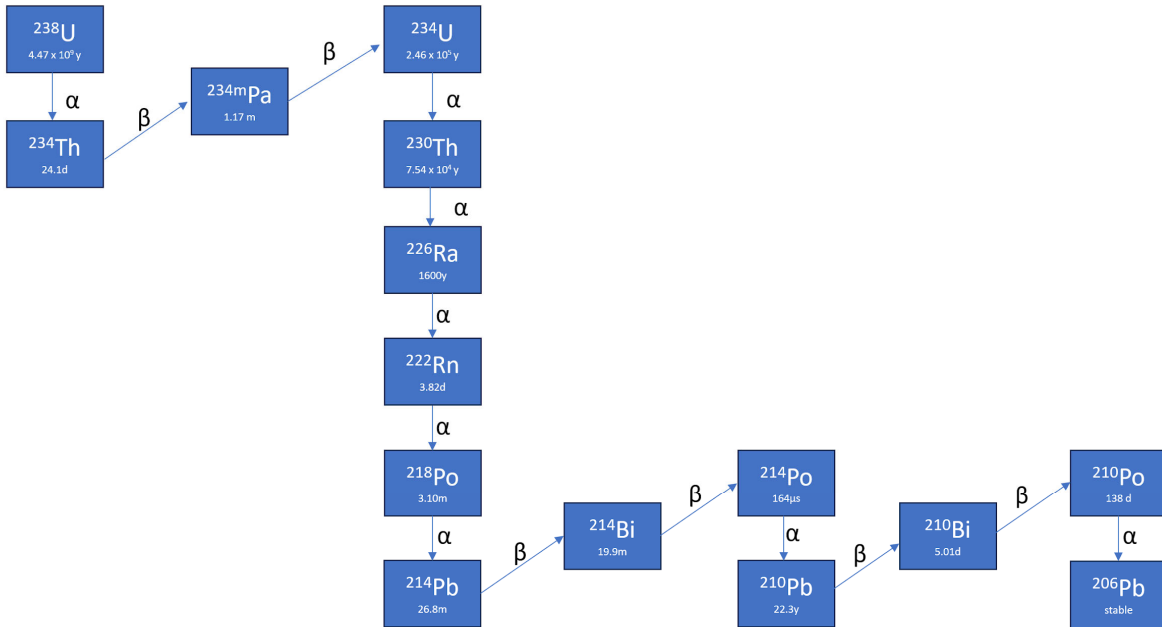 ²³⁸U
4.47 x 10⁹ y
α
²³⁴Th
24.1d
β
²³⁴ᵐPa
1.17 m
β
²³⁴U
2.46 x 10⁵ y
α
²³⁰Th
7.54 x 10⁴ y
α
²²⁶Ra
1600y
α
²²²Rn
3.82d
α
²¹⁸Po
3.10m
α
²¹⁴Pb
26.8m
β
²¹⁴Bi
19.9m
β
²¹⁴Po
164µs
α
²¹⁰Pb
22.3y
β
²¹⁰Bi
5.01d
β
²¹⁰Po
138 d
α
²⁰⁶Pb
stable